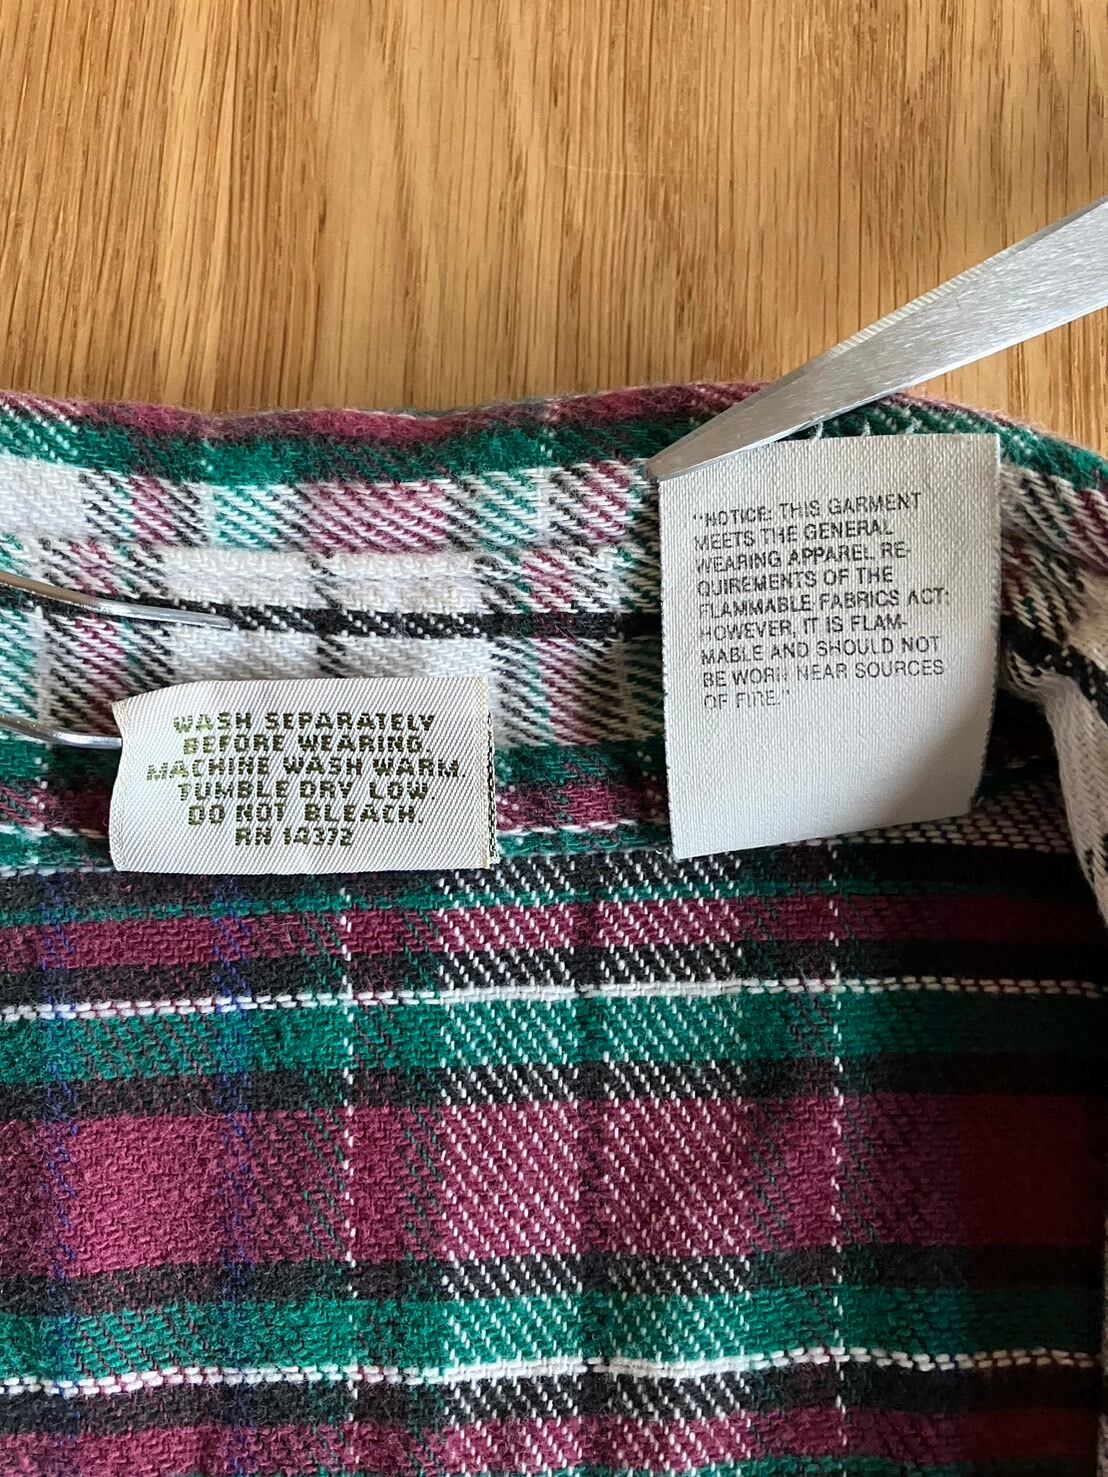 WASH SEPARATELY
BEFORE WEARING.
MACHINE WASH WARM.
TUMBLE DRY LOW.
DO NOT BLEACH.
RN 14372
"NOTICE: THIS GARMENT
MEETS THE GENERAL
WEARING APPAREL RE-
QUIREMENTS OF THE
FLAMMABLE FABRICS ACT;
HOWEVER, IT IS FLAM-
MABLE AND SHOULD NOT
BE WORN NEAR SOURCES
OF FIRE."